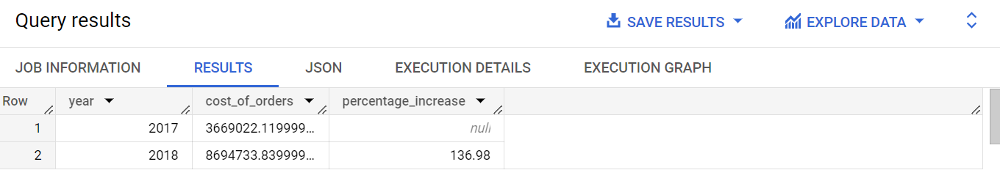 Query results SAVE RESULTS EXPLORE DATA
JOB INFORMATION RESULTS JSON EXECUTION DETAILS EXECUTION GRAPH
Row year cost_of_orders percentage_increase
1 2017 3669022.119999... null
2 2018 8694733.839999... 136.98